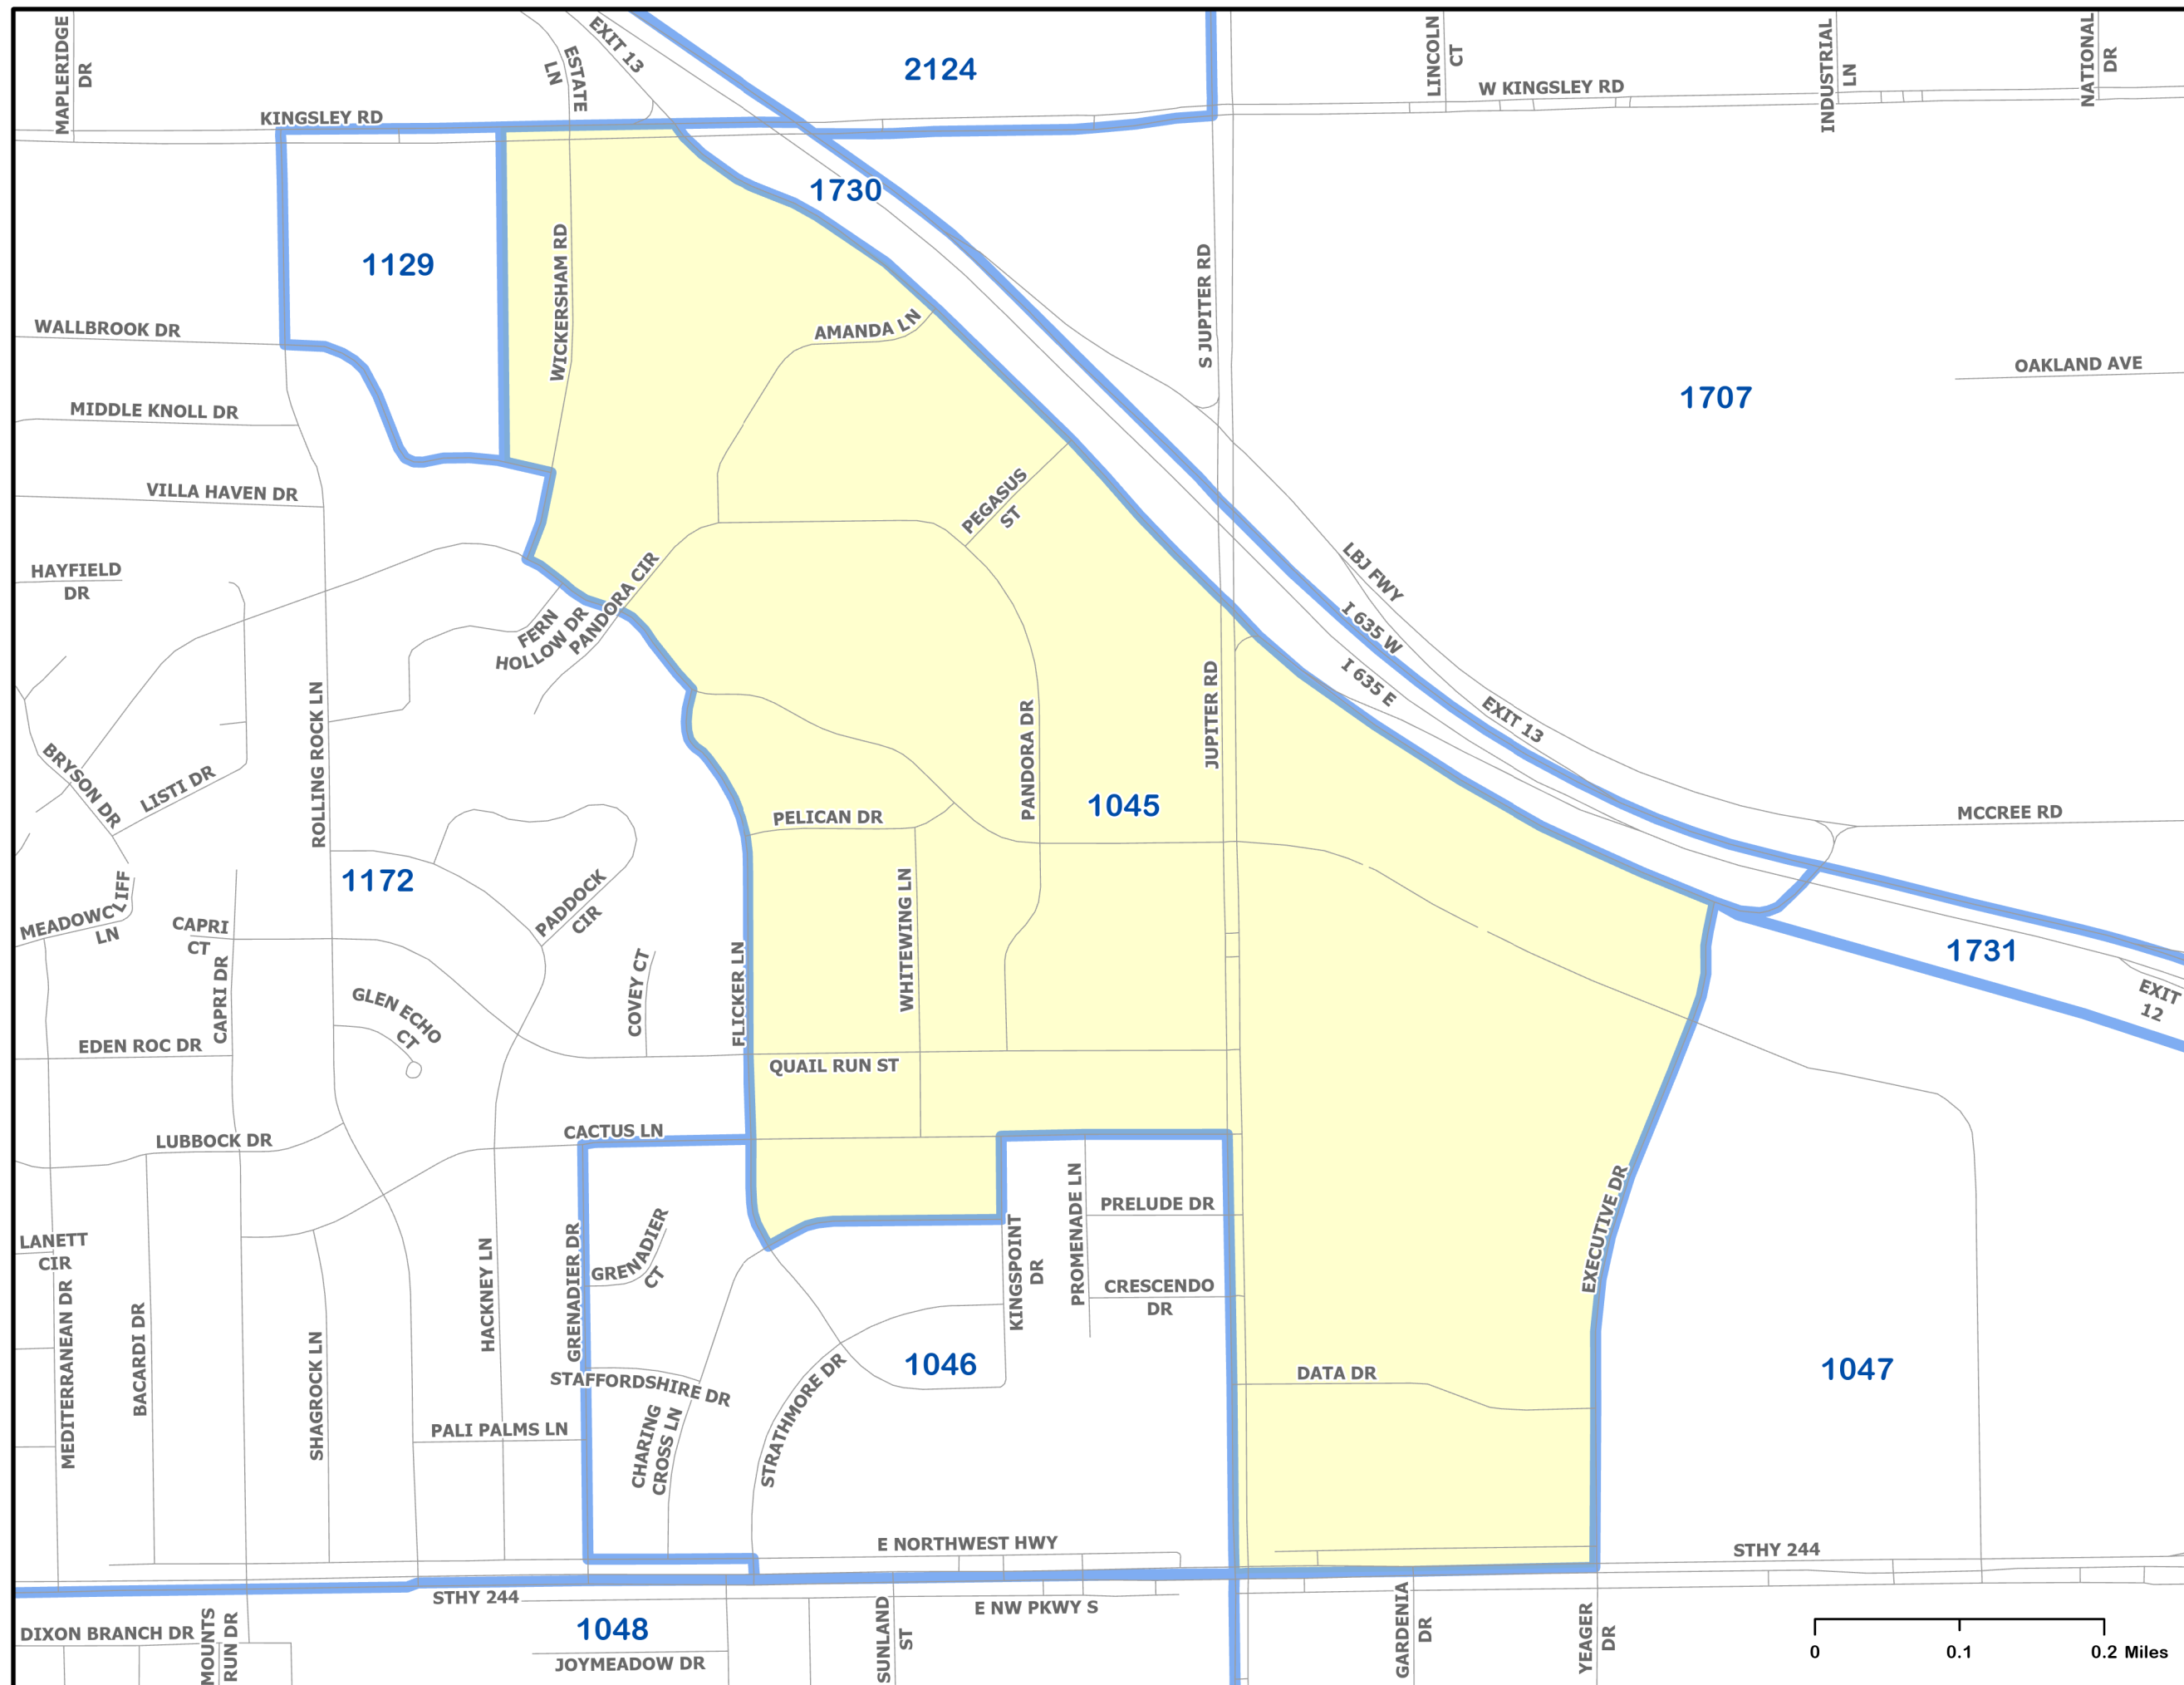 MAPLERIDGE
DR
ESTATE
LN
EXIT 13
2124
LINCOLN
CT
W KINGSLEY RD
INDUSTRIAL
LN
NATIONAL
DR
KINGSLEY RD
1730
1129
WICKERSHAM RD
S JUPITER RD
WALLBROOK DR
AMANDA LN
OAKLAND AVE
1707
MIDDLE KNOLL DR
VILLA HAVEN DR
PEGASUS
ST
HAYFIELD
DR
LBJ FWY
I 635 W
FERN
HOLLOW DR
PANDORA CIR
I 635 E
ROLLING ROCK LN
PANDORA DR
JUPITER RD
EXIT 13
BRYSON DR
LISTI DR
PELICAN DR
1045
MCCREE RD
1172
MEADOWCLIFF
LN
CAPRI
CT
PADDOCK
CIR
WHITEWING LN
FLICKER LN
1731
CAPRI DR
COVEY CT
GLEN ECHO
CT
EXIT
12
EDEN ROC DR
QUAIL RUN ST
CACTUS LN
LUBBOCK DR
PROMENADE LN
PRELUDE DR
EXECUTIVE DR
LANETT
CIR
GRENADIER
CT
GRENADIER DR
KINGSPOINT
DR
CRESCENDO
DR
MEDITERRANEAN DR
BACARDI DR
SHAGROCK LN
HACKNEY LN
1046
1047
DATA DR
STAFFORDSHIRE DR
STRATHMORE DR
PALI PALMS LN
CHARING
CROSS LN
E NORTHWEST HWY
STHY 244
STHY 244
E NW PKWY S
1048
DIXON BRANCH DR
MOUNTS
RUN DR
JOYMEADOW DR
SUNLAND
ST
GARDENIA
DR
YEAGER
DR
0 0.1 0.2 Miles